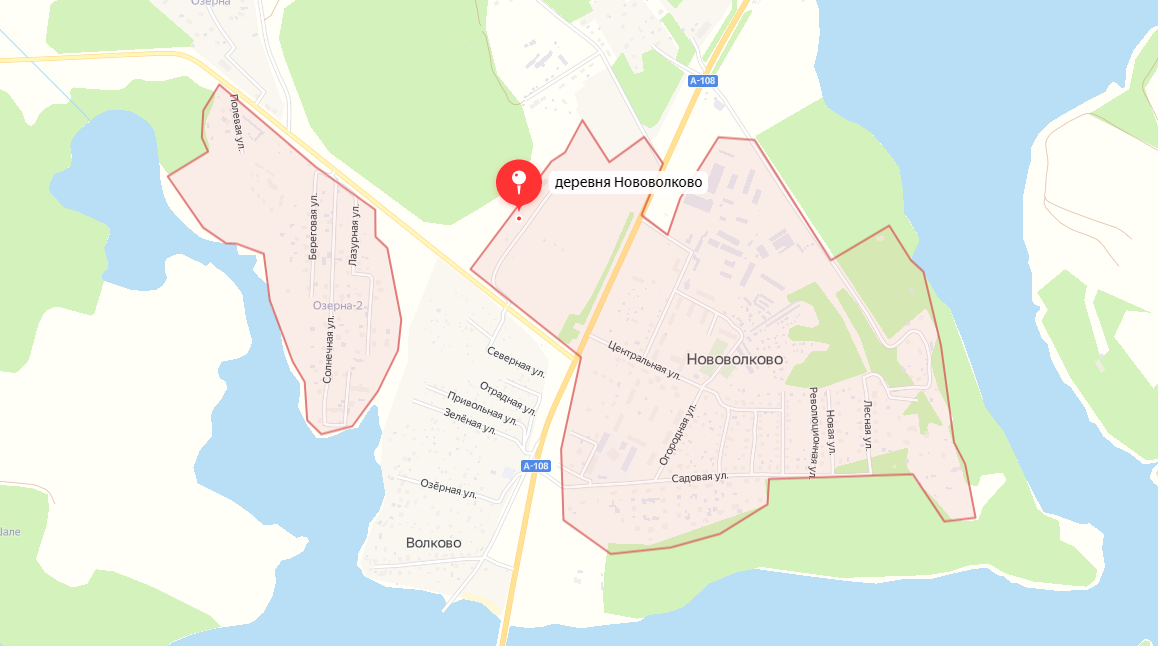 Озерна
А-108
Полевая ул.
деревня Нововолково
Береговая ул.
Лазурная ул.
Озерна-2
Солнечная ул.
Северная ул.
Центральная ул.
Нововолково
Отрадная ул.
Привольная ул.
Зелёная ул.
Огородная ул.
Революционная ул.
Новая ул.
Лесная ул.
А-108
Садовая ул.
Озёрная ул.
Волково